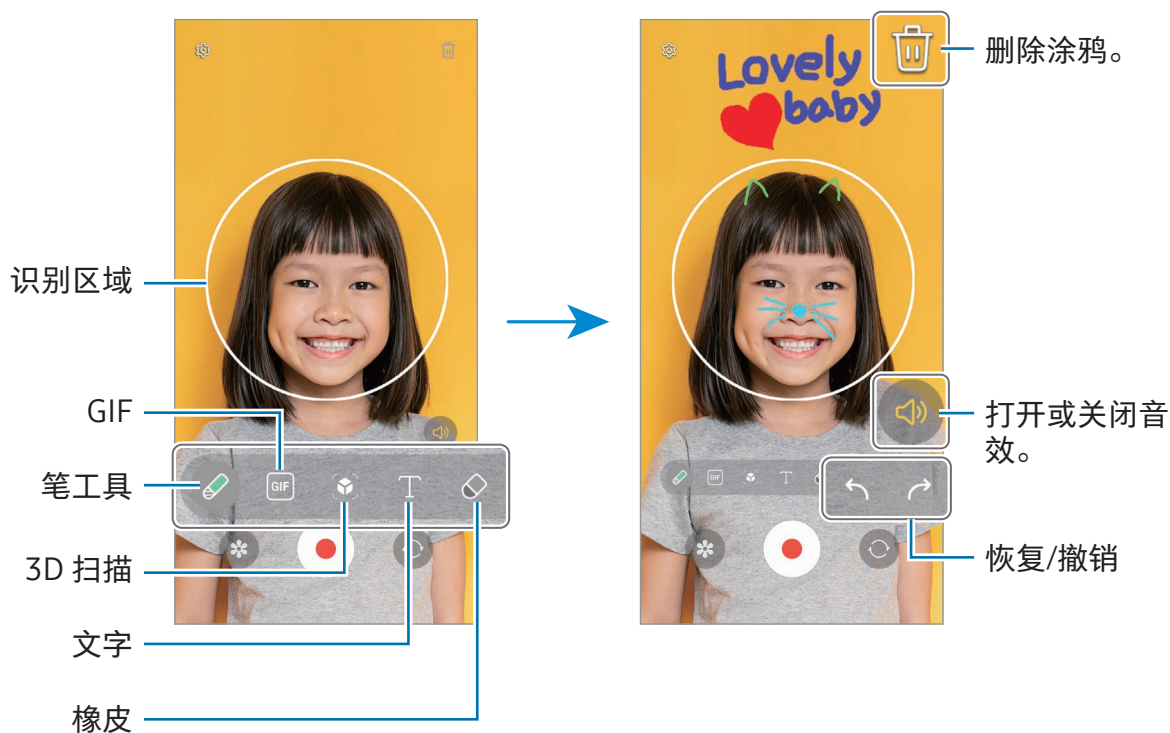 识别区域
GIF
笔工具
3D 扫描
文字
橡皮
GIF
Lovely
baby
GIF
删除涂鸦。
打开或关闭音
效。
恢复/撤销